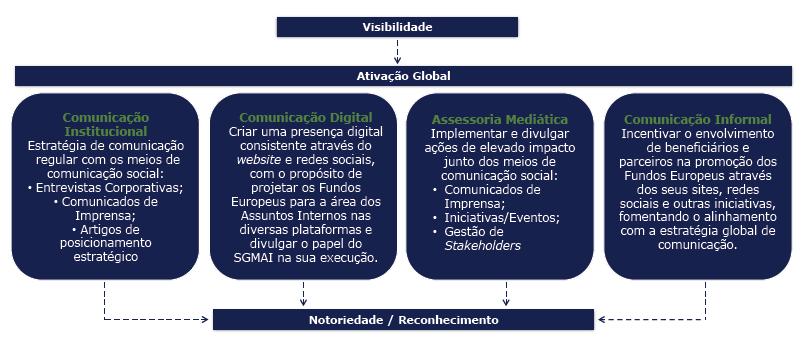 Visibilidade
Ativação Global
Comunicação
Institucional
Estratégia de comunicação
regular com os meios de
comunicação social:
• Entrevistas Corporativas;
• Comunicados de
Imprensa;
• Artigos de
posicionamento
estratégico
Comunicação Digital
Criar uma presença digital
consistente através do
website e redes sociais,
com o propósito de
projetar os Fundos
Europeus para a área dos
Assuntos Internos nas
diversas plataformas e
divulgar o papel do
SGMAI na sua execução.
Assessoria Mediática
Implementar e divulgar
ações de elevado impacto
junto dos meios de
comunicação social:
• Comunicados de
Imprensa;
• Iniciativas/Eventos;
• Gestão de
Stakeholders
Comunicação Informal
Incentivar o envolvimento
de beneficiários e
parceiros na promoção dos
Fundos Europeus através
dos seus sites, redes
sociais e outras iniciativas,
fomentando o alinhamento
com a estratégia global de
comunicação.
Notoriedade / Reconhecimento